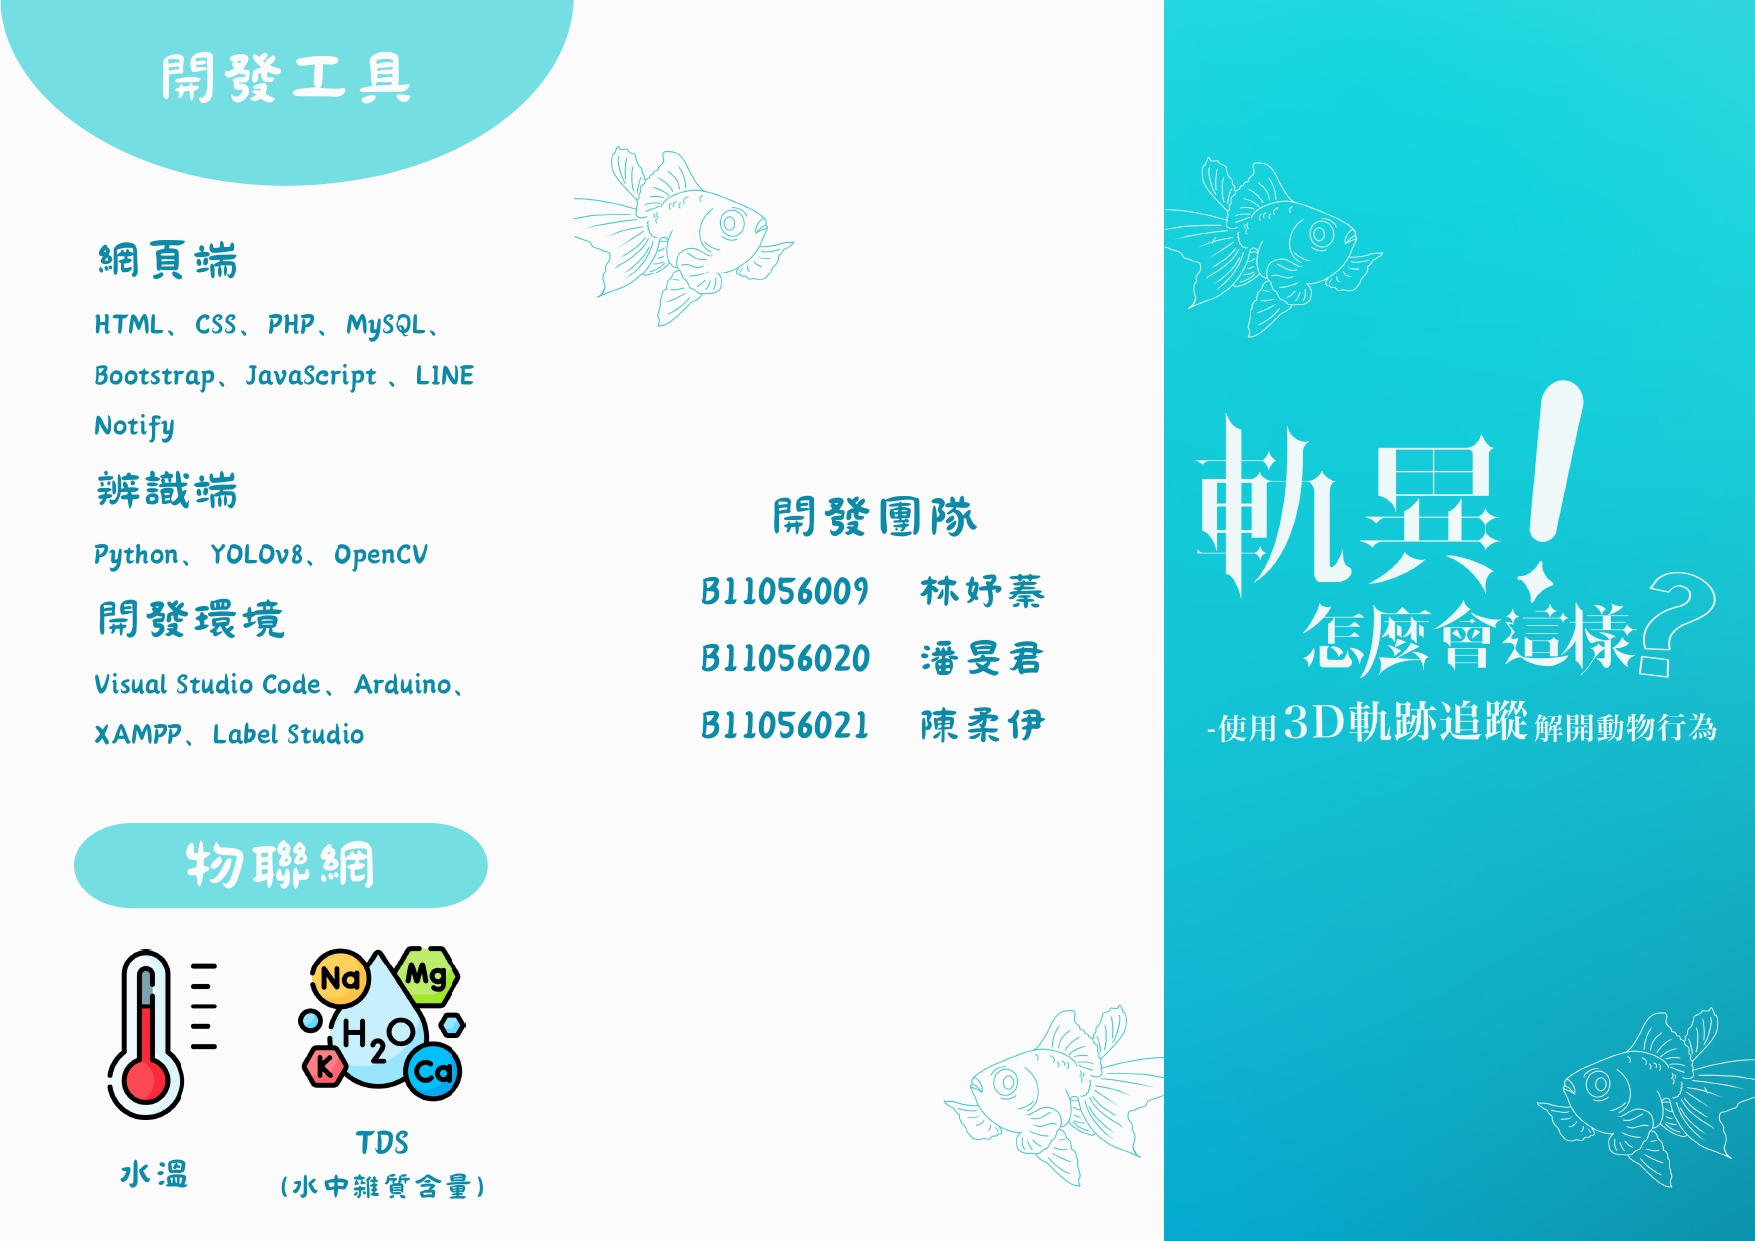 開發工具
網頁端
HTML、CSS、PHP、MySQL、
Bootstrap、JavaScript、LINE
Notify
辨識端
Python、YOLOv8、OpenCV
開發環境
Visual Studio Code、Arduino、
XAMPP、Label Studio
物聯網
Na
Mg
H₂O
K
Ca
水溫
TDS
(水中雜質含量)
開發團隊
B11056009 林妤蓁
B11056020 潘旻君
B11056021 陳柔伊
軌異!
怎麼會這樣?
-使用3D軌跡追蹤解開動物行為